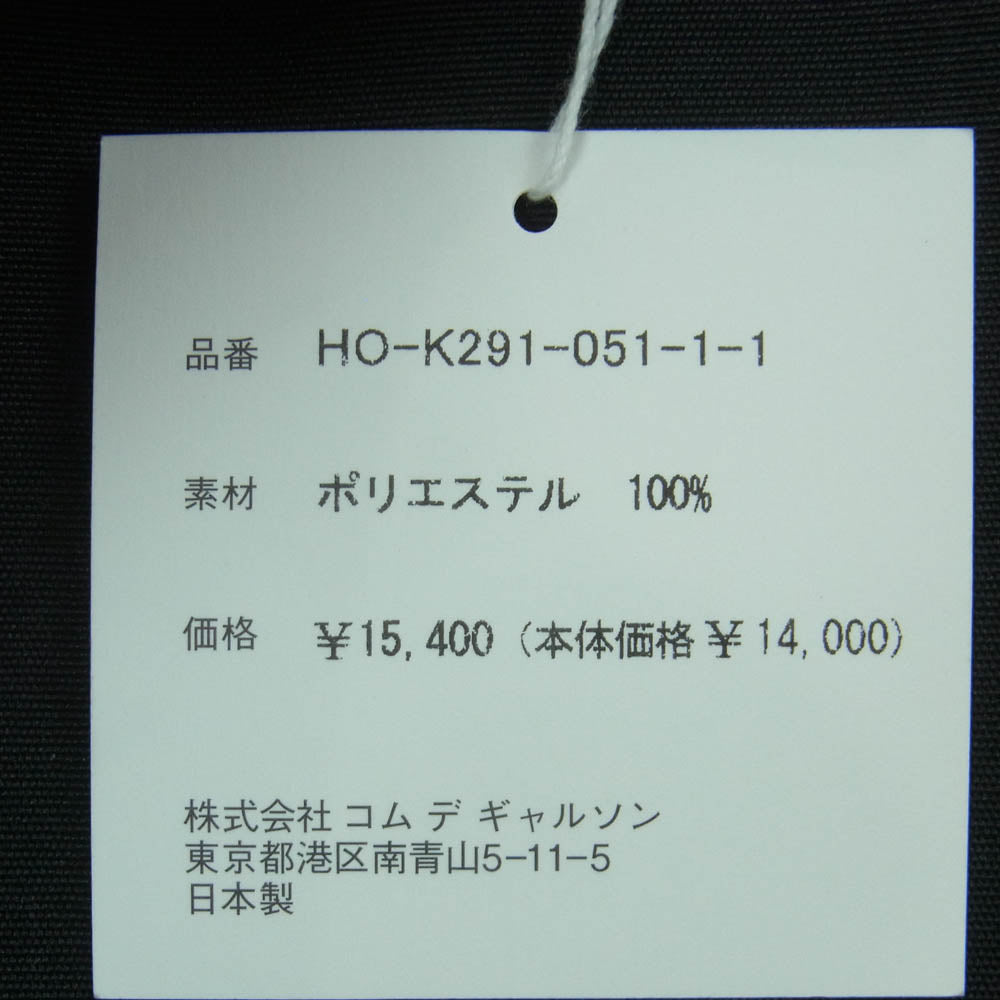 品番 HO-K291-051-1-1
素材 ポリエステル 100%
価格 ¥15,400(本体価格¥14,000)
株式会社 コム デ ギャルソン
東京都港区南青山5-11-5
日本製